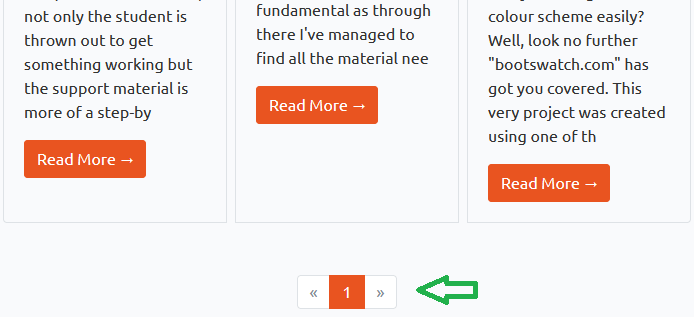 not only the student is
thrown out to get
something working but
the support material is
more of a step-by
Read More →
fundamental as through
there I've managed to
find all the material nee
Read More →
colour scheme easily?
Well, look no further
"bootswatch.com" has
got you covered. This
very project was created
using one of th
Read More →
« 1 »